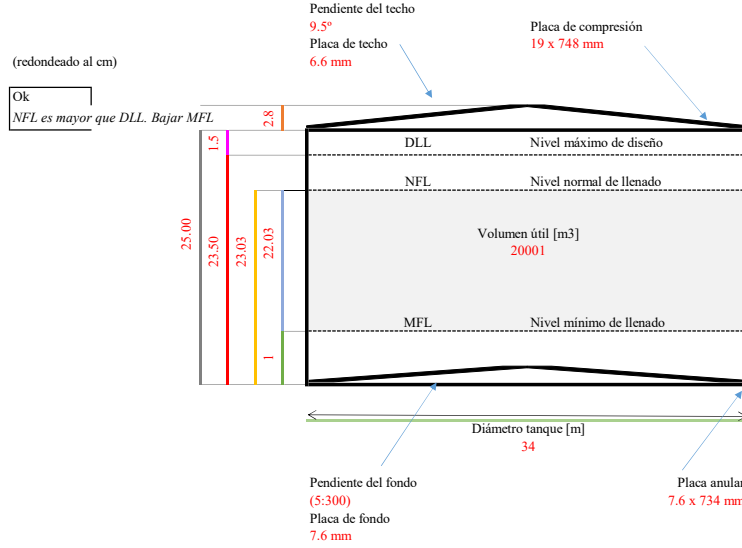 Pendiente del techo
9.5º
Placa de techo
6.6 mm
Placa de compresión
19 x 748 mm
(redondeado al cm)
Ok
NFL es mayor que DLL. Bajar MFL
2.8
1.5
25.00
23.50
23.03
22.03
1
DLL Nivel máximo de diseño
NFL Nivel normal de llenado
Volumen útil [m3]
20001
MFL Nivel mínimo de llenado
Diámetro tanque [m]
34
Pendiente del fondo
(5:300)
Placa de fondo
7.6 mm
Placa anular
7.6 x 734 mm